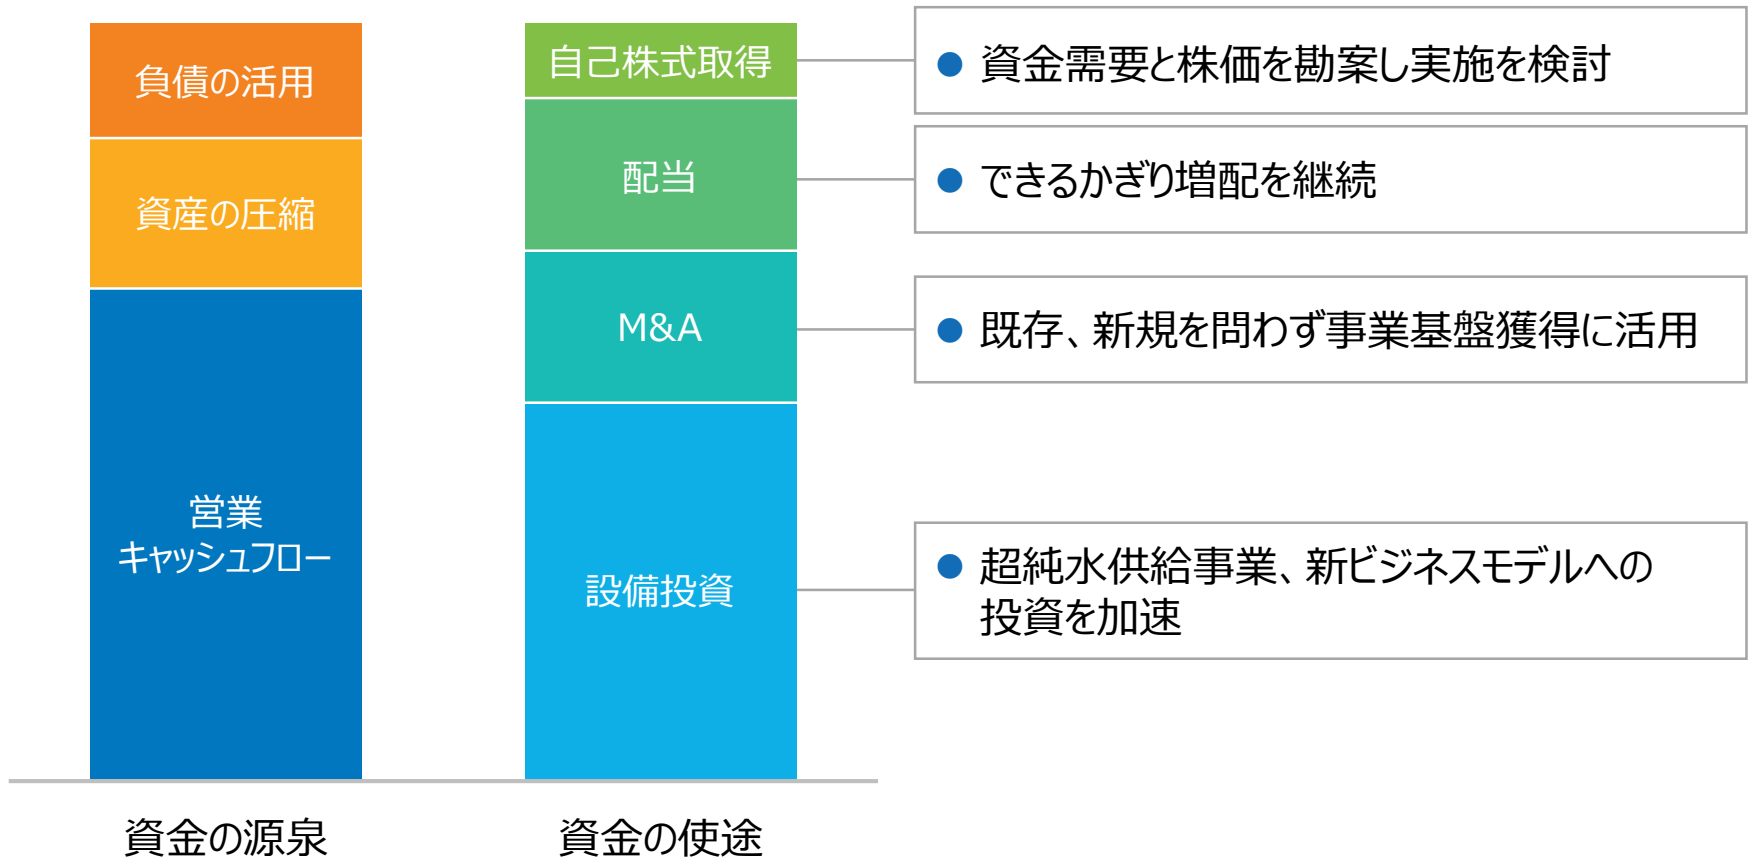 負債の活用
資産の圧縮
営業
キャッシュフロー
資金の源泉
自己株式取得
配当
M&A
設備投資
資金の使途
● 資金需要と株価を勘案し実施を検討
● できるかぎり増配を継続
● 既存、新規を問わず事業基盤獲得に活用
● 超純水供給事業、新ビジネスモデルへの
投資を加速